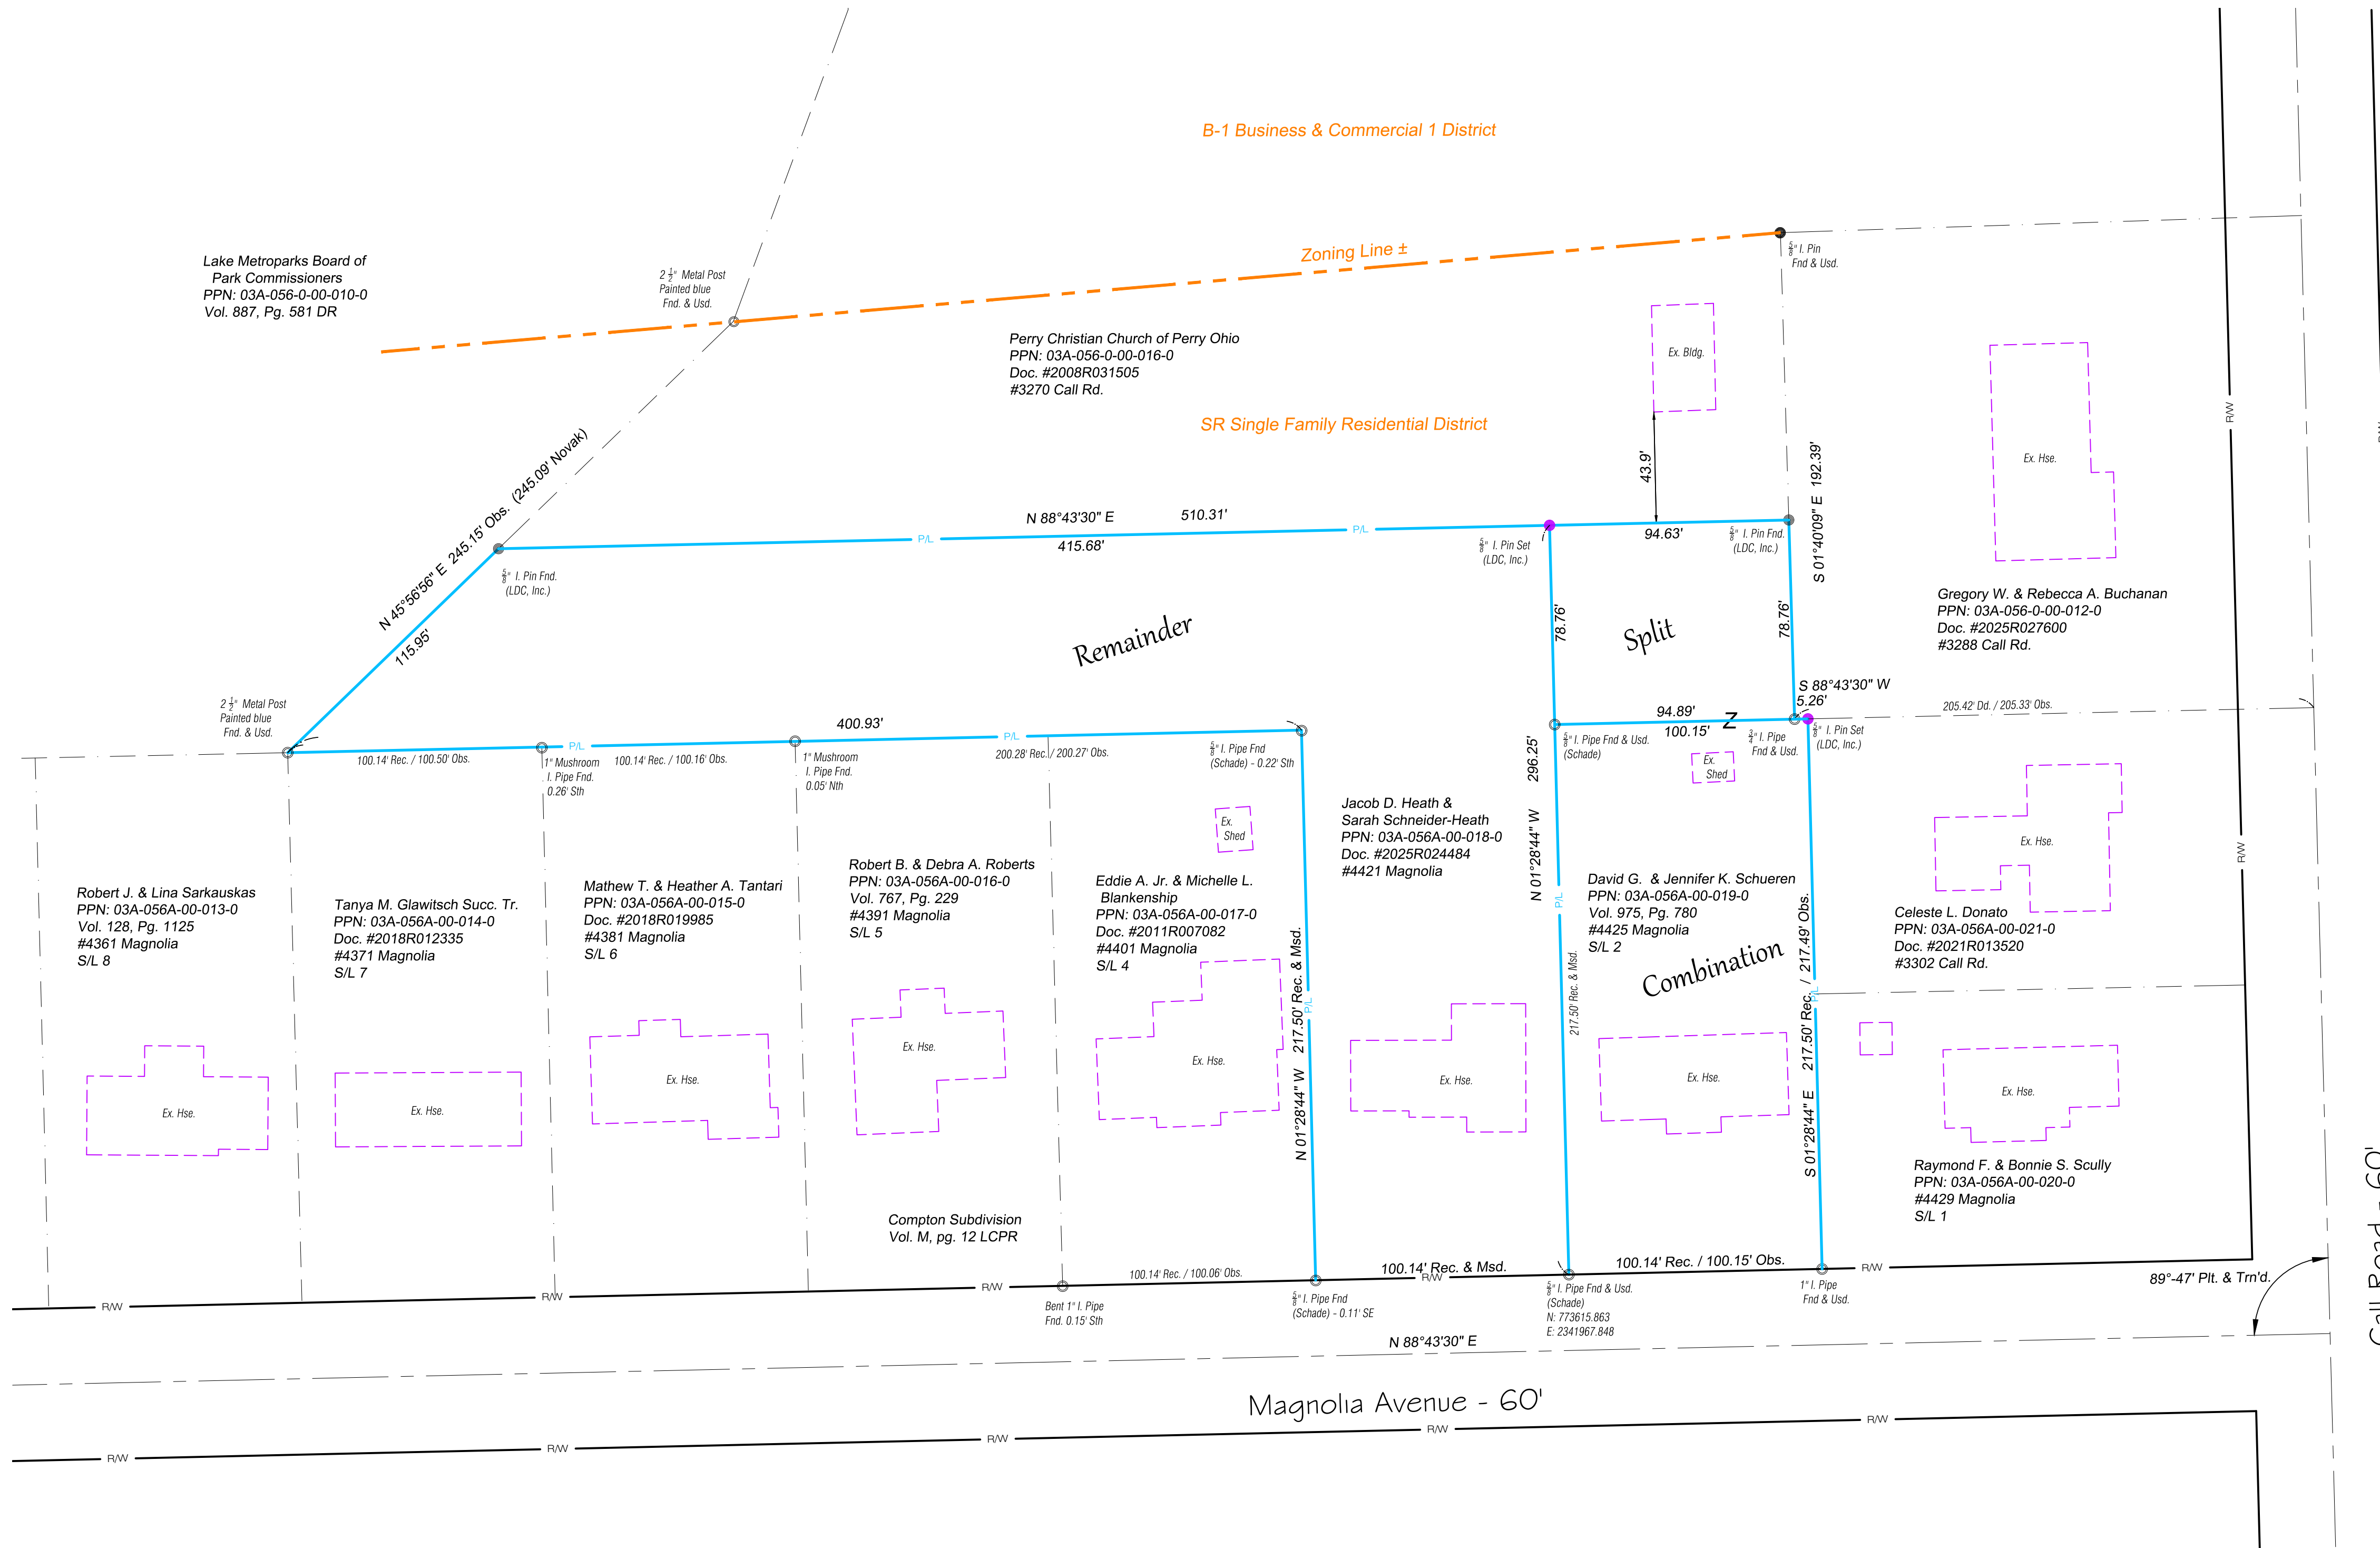 B-1 Business & Commercial 1 District
Zoning Line ±
5/8" I. Pin
Fnd & Usd.
Lake Metroparks Board of
Park Commissioners
PPN: 03A-056-0-00-010-0
Vol. 887, Pg. 581 DR
2 1/2" Metal Post
Painted blue
Fnd. & Usd.
Perry Christian Church of Perry Ohio
PPN: 03A-056-0-00-016-0
Doc. #2008R031505
#3270 Call Rd.
Ex. Bldg.
SR Single Family Residential District
43.9'
Ex. Hse.
R/W
S 01°40'09" E 192.39'
N 45°56'56" E 245.15' Obs. (245.09' Novak)
115.95'
N 88°43'30" E
510.31'
P/L
P/L
415.68'
94.63'
5/8" I. Pin Set
(LDC, Inc.)
5/8" I. Pin Fnd.
(LDC, Inc.)
5/8" I. Pin Fnd.
(LDC, Inc.)
Gregory W. & Rebecca A. Buchanan
PPN: 03A-056-0-00-012-0
Doc. #2025R027600
#3288 Call Rd.
78.76'
78.76'
Remainder
Split
S 88°43'30" W
5.26'
205.42' Dd. / 205.33' Obs.
2 1/2" Metal Post
Painted blue
Fnd. & Usd.
400.93'
94.89'
Z
100.15'
P/L
P/L
100.14' Rec. / 100.50' Obs.
1" Mushroom
I. Pipe Fnd.
0.26' Sth
100.14' Rec. / 100.16' Obs.
1" Mushroom
I. Pipe Fnd.
0.05' Nth
200.28' Rec. / 200.27' Obs.
5/8" I. Pipe Fnd
(Schade) - 0.22' Sth
5/8" I. Pipe Fnd & Usd.
(Schade)
3/4" I. Pipe
Fnd & Usd.
5/8" I. Pin Set
(LDC, Inc.)
Ex.
Shed
Ex.
Shed
N 01°28'44" W 296.25'
Jacob D. Heath &
Sarah Schneider-Heath
PPN: 03A-056A-00-018-0
Doc. #2025R024484
#4421 Magnolia
Ex. Hse.
R/W
Robert J. & Lina Sarkauskas
PPN: 03A-056A-00-013-0
Vol. 128, Pg. 1125
#4361 Magnolia
S/L 8
Tanya M. Glawitsch Succ. Tr.
PPN: 03A-056A-00-014-0
Doc. #2018R012335
#4371 Magnolia
S/L 7
Mathew T. & Heather A. Tantari
PPN: 03A-056A-00-015-0
Doc. #2018R019985
#4381 Magnolia
S/L 6
Robert B. & Debra A. Roberts
PPN: 03A-056A-00-016-0
Vol. 767, Pg. 229
#4391 Magnolia
S/L 5
Eddie A. Jr. & Michelle L.
Blankenship
PPN: 03A-056A-00-017-0
Doc. #2011R007082
#4401 Magnolia
S/L 4
David G. & Jennifer K. Schueren
PPN: 03A-056A-00-019-0
Vol. 975, Pg. 780
#4425 Magnolia
S/L 2
Combination
Celeste L. Donato
PPN: 03A-056A-00-021-0
Doc. #2021R013520
#3302 Call Rd.
P/L
P/L
P/L
N 01°28'44" W 217.50' Rec. & Msd.
217.50' Rec. & Msd.
S 01°28'44" E 217.50' Rec. / 217.49' Obs.
Ex. Hse.
Ex. Hse.
Ex. Hse.
Ex. Hse.
Ex. Hse.
Ex. Hse.
Ex. Hse.
Ex. Hse.
Raymond F. & Bonnie S. Scully
PPN: 03A-056A-00-020-0
#4429 Magnolia
S/L 1
Compton Subdivision
Vol. M, pg. 12 LCPR
100.14' Rec. / 100.06' Obs.
100.14' Rec. & Msd.
100.14' Rec. / 100.15' Obs.
89°-47' Plt. & Trn'd.
R/W
R/W
R/W
R/W
R/W
Bent 1" I. Pipe
Fnd. 0.15' Sth
5/8" I. Pipe Fnd
(Schade) - 0.11' SE
5/8" I. Pipe Fnd & Usd.
(Schade)
N: 773615.863
E: 2341967.848
1" I. Pipe
Fnd & Usd.
N 88°43'30" E
Magnolia Avenue - 60'
Call Road - 60'
R/W
R/W
R/W
R/W
R/W